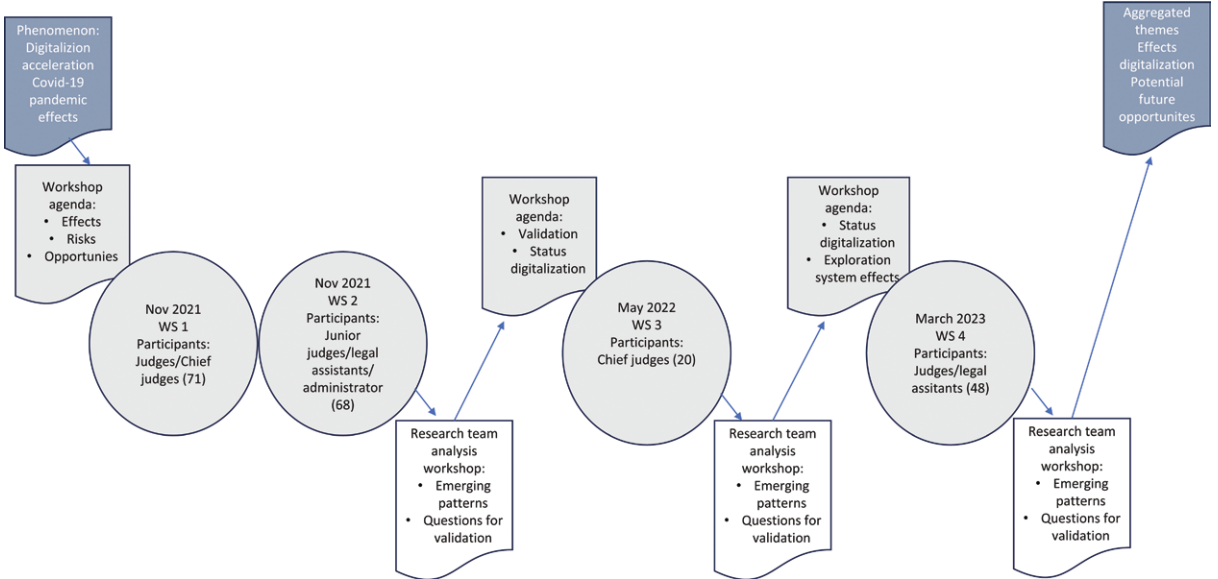 Phenomenon:
Digitalizion
acceleration
Covid-19
pandemic
effects
Workshop
agenda:
• Effects
• Risks
• Opportunies
Nov 2021
WS 1
Participants:
Judges/Chief
judges (71)
Nov 2021
WS 2
Participants:
Junior
judges/legal
assistants/
administrator
(68)
Research team
analysis
workshop:
• Emerging
patterns
• Questions for
validation
Workshop
agenda:
• Validation
• Status
digitalization
May 2022
WS 3
Participants:
Chief judges (20)
Research team
analysis
workshop:
• Emerging
patterns
• Questions for
validation
Workshop
agenda:
• Status
digitalization
• Exploration
system effects
March 2023
WS 4
Participants:
Judges/legal
assitants (48)
Research team
analysis
workshop:
• Emerging
patterns
• Questions for
validation
Aggregated
themes
Effects
digitalization
Potential
future
opportunites